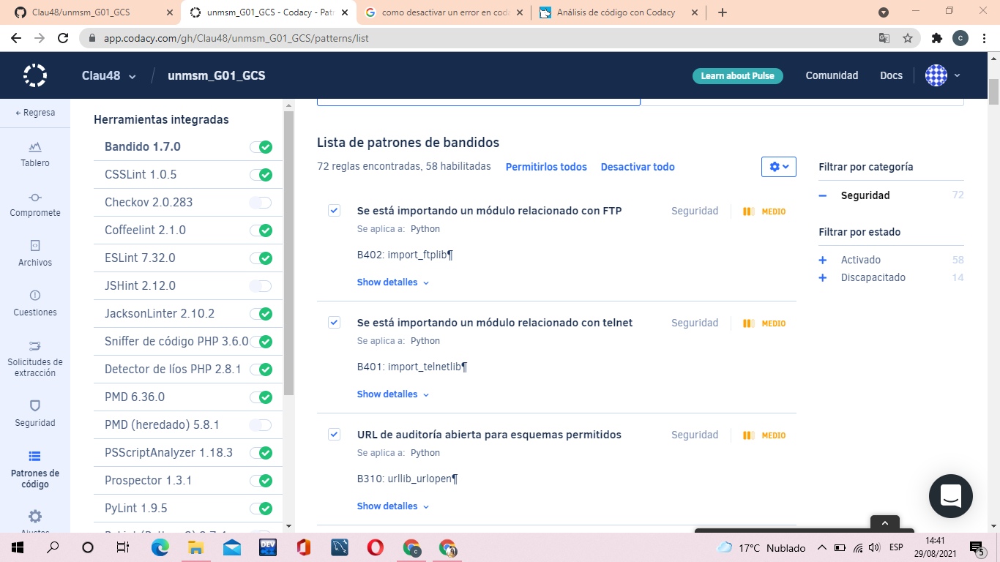 Clau48/unmsm_G01_GCS
unmsm_G01_GCS - Codacy - Patr
como desactivar un error en coda
Análisis de código con Codacy
app.codacy.com/gh/Clau48/unmsm_G01_GCS/patterns/list
c
Clau48
/
unmsm_G01_GCS
Learn about Pulse
Comunidad
Docs
← Regresa
Tablero
Compromete
Archivos
Cuestiones
Solicitudes de
extracción
Seguridad
Patrones de
código
Ajustes
Herramientas integradas
Bandido 1.7.0
CSSLint 1.0.5
Checkov 2.0.283
Coffeelint 2.1.0
ESLint 7.32.0
JSHint 2.12.0
JacksonLinter 2.10.2
Sniffer de código PHP 3.6.0
Detector de líos PHP 2.8.1
PMD 6.36.0
PMD (heredado) 5.8.1
PSScriptAnalyzer 1.18.3
Prospector 1.3.1
PyLint 1.9.5
Lista de patrones de bandidos
72 reglas encontradas, 58 habilitadas
Permitirlos todos
Desactivar todo
Se está importando un módulo relacionado con FTP
Seguridad
MEDIO
Se aplica a: Python
B402: import_ftplib¶
Show detalles
Se está importando un módulo relacionado con telnet
Seguridad
MEDIO
Se aplica a: Python
B401: import_telnetlib¶
Show detalles
URL de auditoría abierta para esquemas permitidos
Seguridad
MEDIO
Se aplica a: Python
B310: urllib_urlopen¶
Show detalles
Filtrar por categoría
Seguridad 72
Filtrar por estado
Activado 58
Discapacitado 14
DEV
17°C Nublado
ESP
14:41
29/08/2021
5